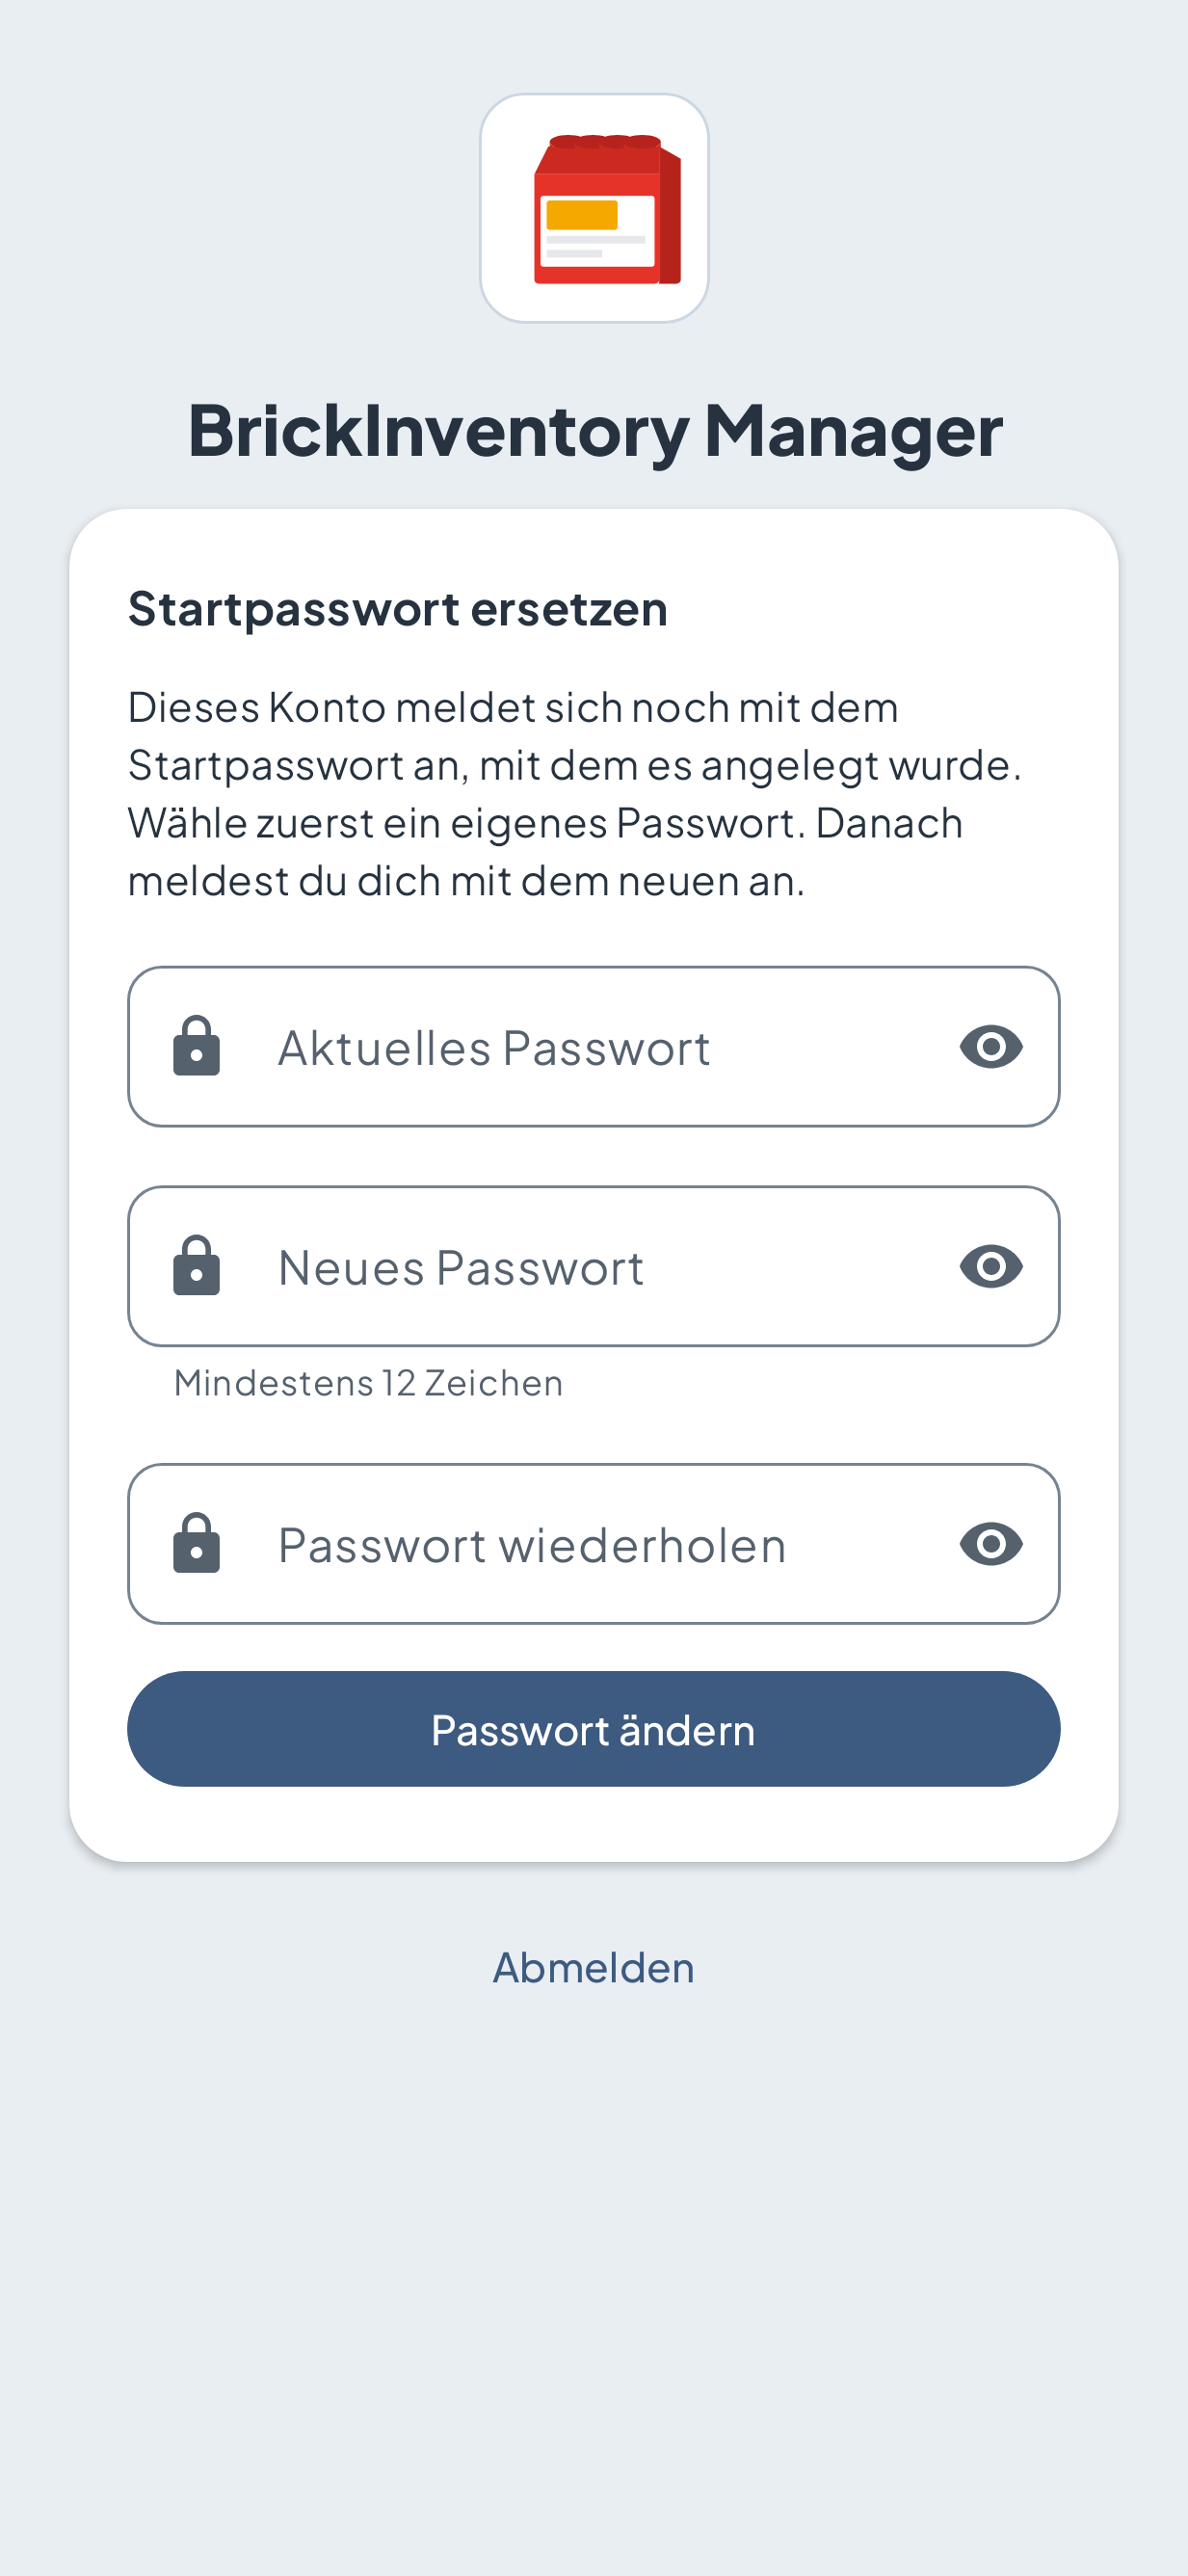 BrickInventory Manager
Startpasswort ersetzen
Dieses Konto meldet sich noch mit dem
Startpasswort an, mit dem es angelegt wurde.
Wähle zuerst ein eigenes Passwort. Danach
meldest du dich mit dem neuen an.
Aktuelles Passwort
Neues Passwort
Mindestens 12 Zeichen
Passwort wiederholen
Passwort ändern
Abmelden